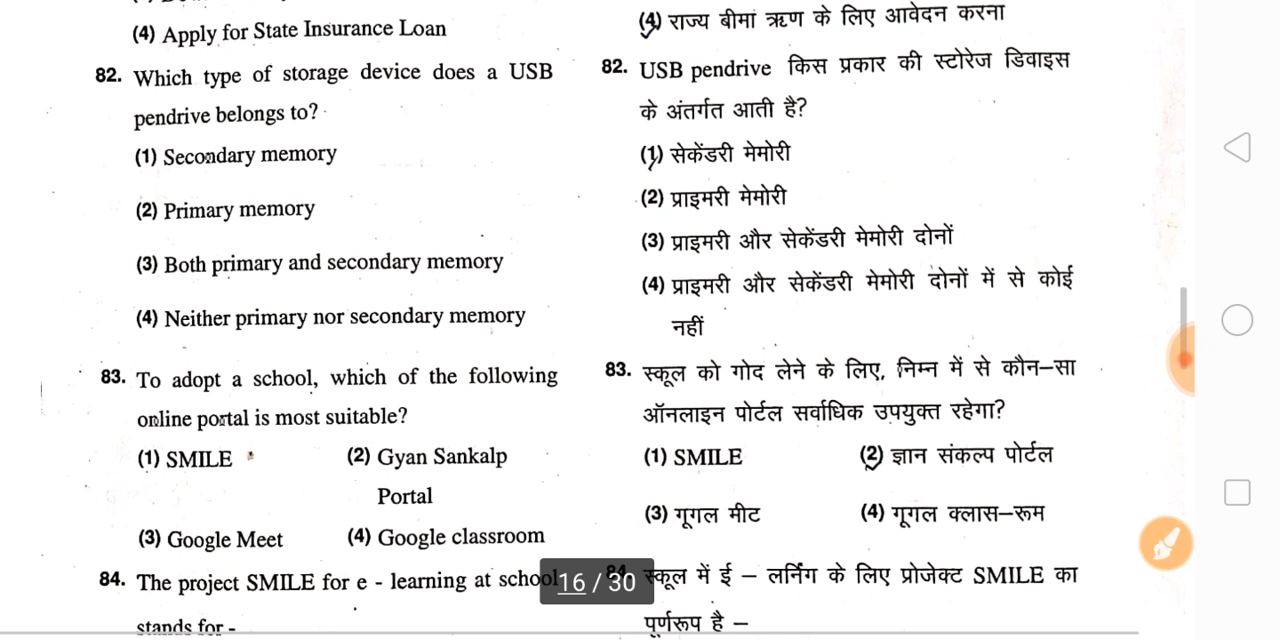 (4) Apply for State Insurance Loan
82. Which type of storage device does a USB
pendrive belongs to?
(1) Secondary memory
(2) Primary memory
(3) Both primary and secondary memory
(4) Neither primary nor secondary memory
83. To adopt a school, which of the following
online portal is most suitable?
(1) SMILE (2) Gyan Sankalp
Portal
(3) Google Meet (4) Google classroom
84. The project SMILE for e - learning at school
stands for -
(4) राज्य बीमा ऋण के लिए आवेदन करना
82. USB pendrive किस प्रकार की स्टोरेज डिवाइस
के अंतर्गत आती है?
(1) सेकेंडरी मेमोरी
(2) प्राइमरी मेमोरी
(3) प्राइमरी और सेकेंडरी मेमोरी दोनों
(4) प्राइमरी और सेकेंडरी मेमोरी दोनों में से कोई
नहीं
83. स्कूल को गोद लेने के लिए, निम्न में से कौन–सा
ऑनलाइन पोर्टल सर्वाधिक उपयुक्त रहेगा?
(1) SMILE (2) ज्ञान संकल्प पोर्टल
(3) गूगल मीट (4) गूगल क्लास–रूम
84. स्कूल में ई – लर्निंग के लिए प्रोजेक्ट SMILE का
पूर्णरूप है –
16 / 30